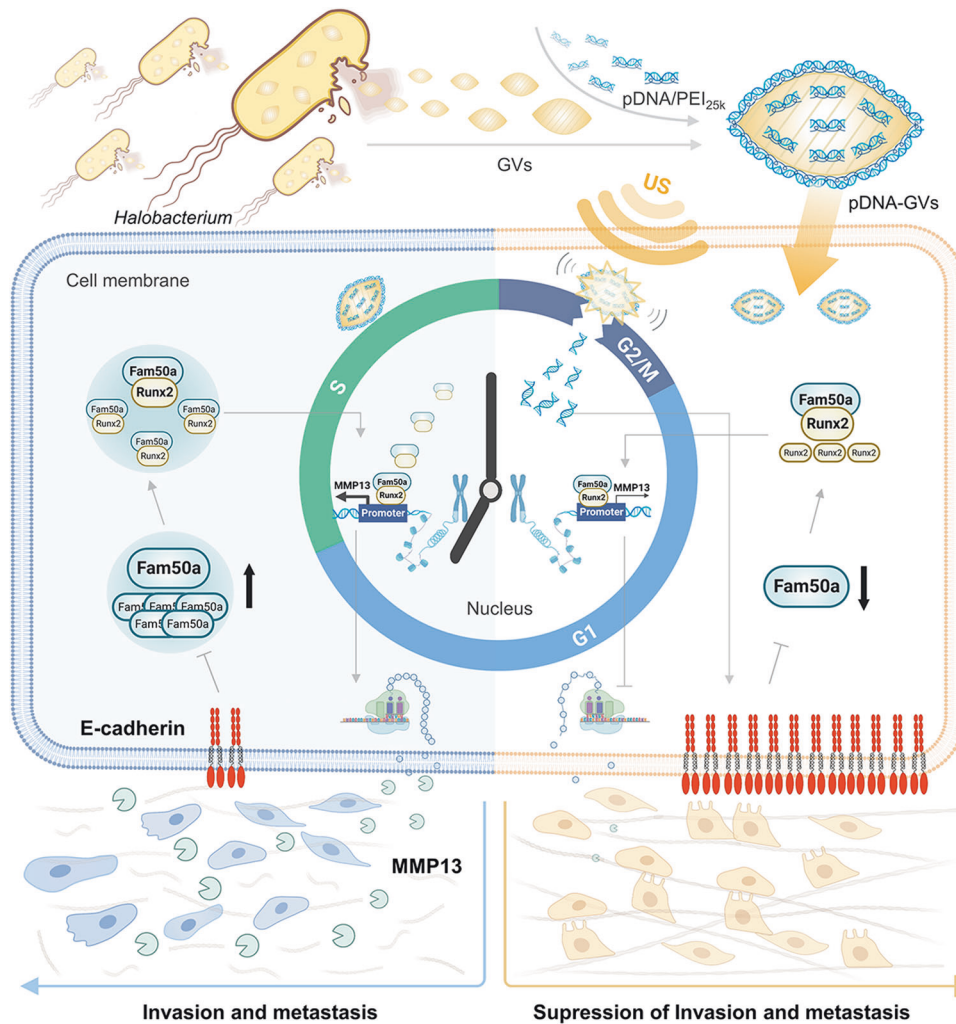 pDNA/PEI25k
GVs
Halobacterium
US
pDNA-GVs
Cell membrane
S
G2/M
Fam50a
Runx2
Fam50a
Runx2
Fam50a
Runx2
Fam50a
Runx2
Fam50a
Runx2
Runx2 Runx2 Runx2
MMP13
Fam50a
Runx2
Promoter
Fam50a
Runx2
MMP13
Promoter
Fam50a
Fam50a
Fam50a
Nucleus
G1
Fam50a
E-cadherin
MMP13
Invasion and metastasis
Supression of Invasion and metastasis